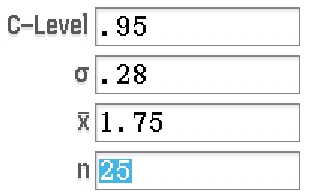 C-Level .95
σ .28
x̄ 1.75
n 25